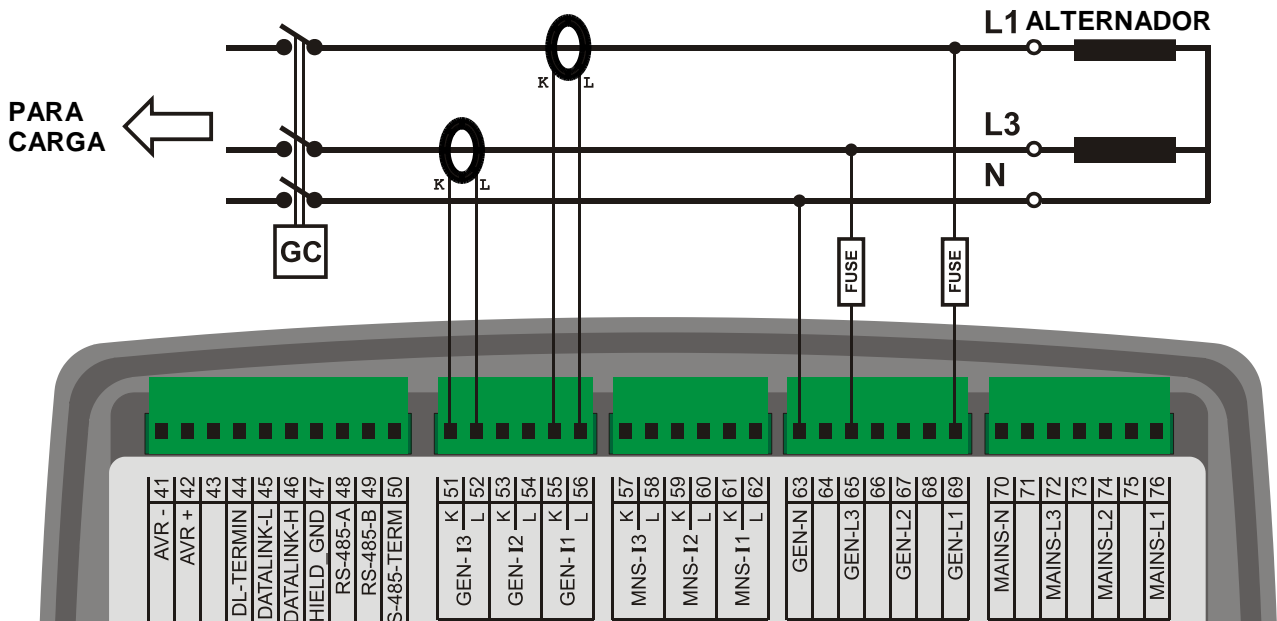 L1 ALTERNADOR
K L
PARA
CARGA
L3
K L
N
GC
FUSE
FUSE
41 AVR -
42 AVR +
43
44 DL-TERMIN
45 DATALINK-L
46 DATALINK-H
47 HIELD_GND
48 RS-485-A
49 RS-485-B
50 S-485-TERM
51 K
52 L
GEN-I3
53 K
54 L
GEN-I2
55 K
56 L
GEN-I1
57 K
58 L
MNS-I3
59 K
60 L
MNS-I2
61 K
62 L
MNS-I1
63 GEN-N
64
65 GEN-L3
66
67 GEN-L2
68
69 GEN-L1
70 MAINS-N
71
72 MAINS-L3
73
74 MAINS-L2
75
76 MAINS-L1